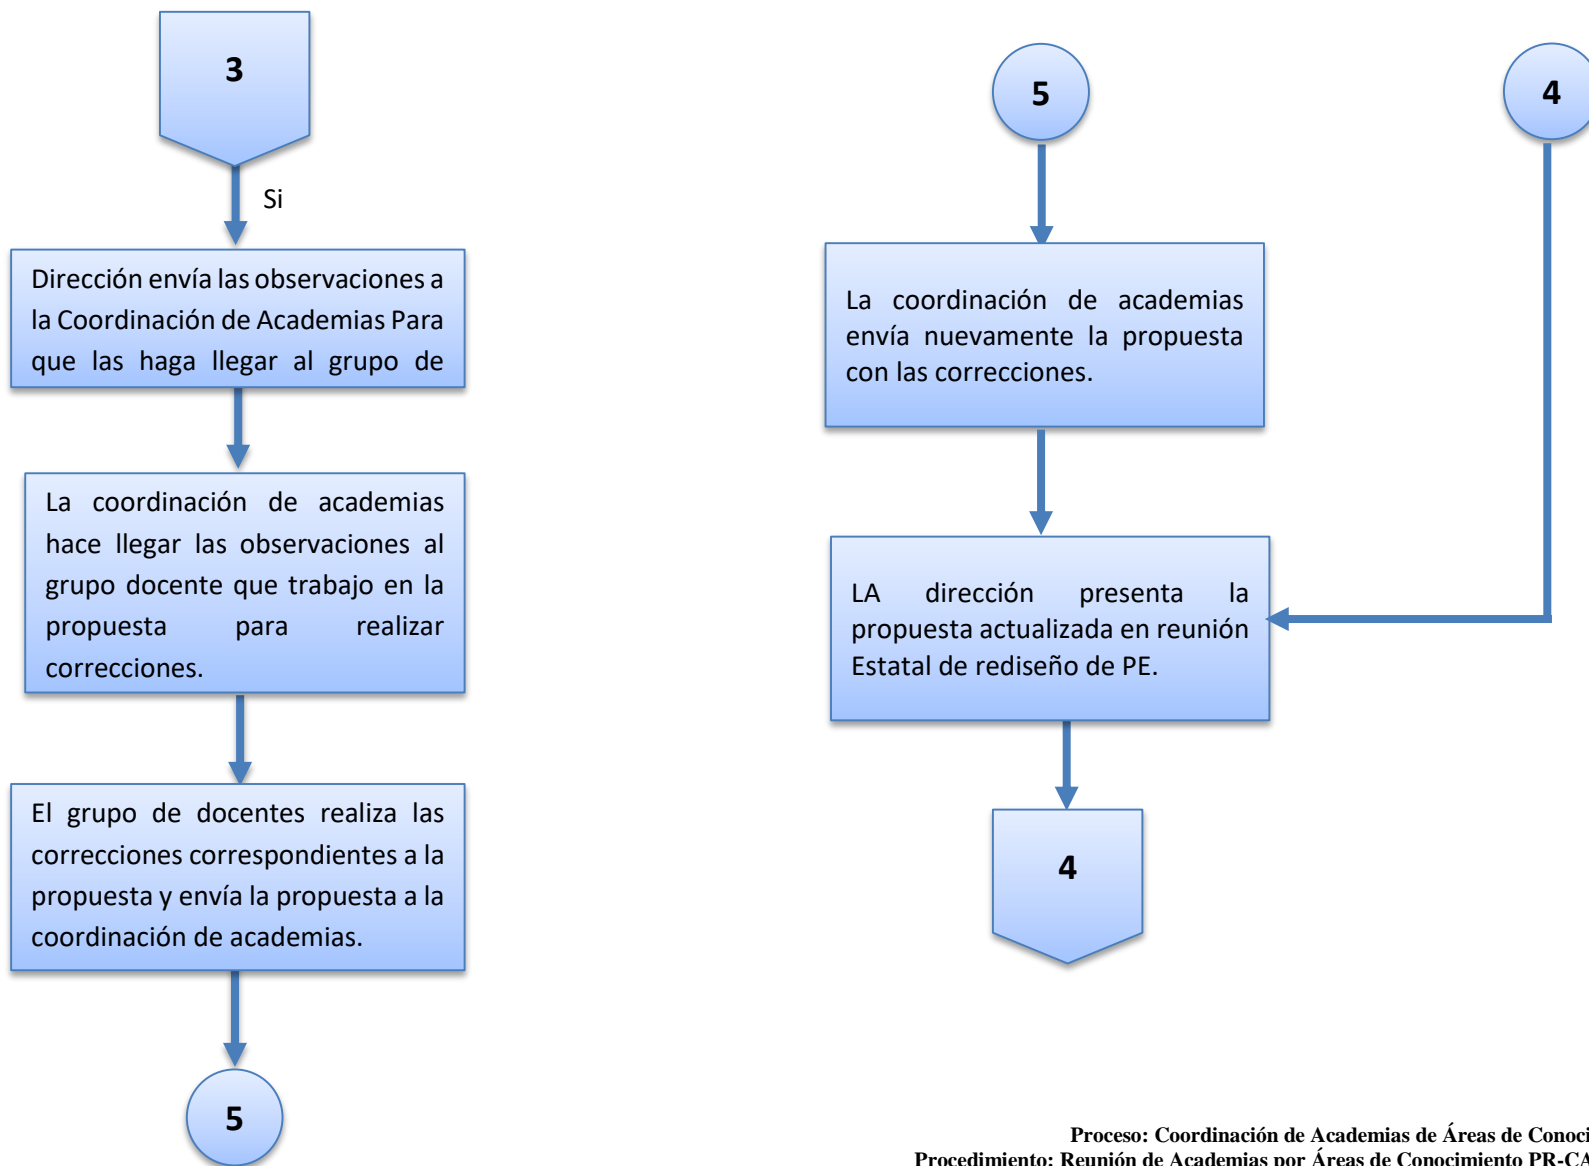 3
Si
Dirección envía las observaciones a
la Coordinación de Academias Para
que las haga llegar al grupo de
La coordinación de academias
hace llegar las observaciones al
grupo docente que trabajo en la
propuesta para realizar
correcciones.
El grupo de docentes realiza las
correcciones correspondientes a la
propuesta y envía la propuesta a la
coordinación de academias.
5
5
La coordinación de academias
envía nuevamente la propuesta
con las correcciones.
LA dirección presenta la
propuesta actualizada en reunión
Estatal de rediseño de PE.
4
4
Proceso: Coordinación de Academias de Áreas de Conoci
Procedimiento: Reunión de Academias por Áreas de Conocimiento PR-CA